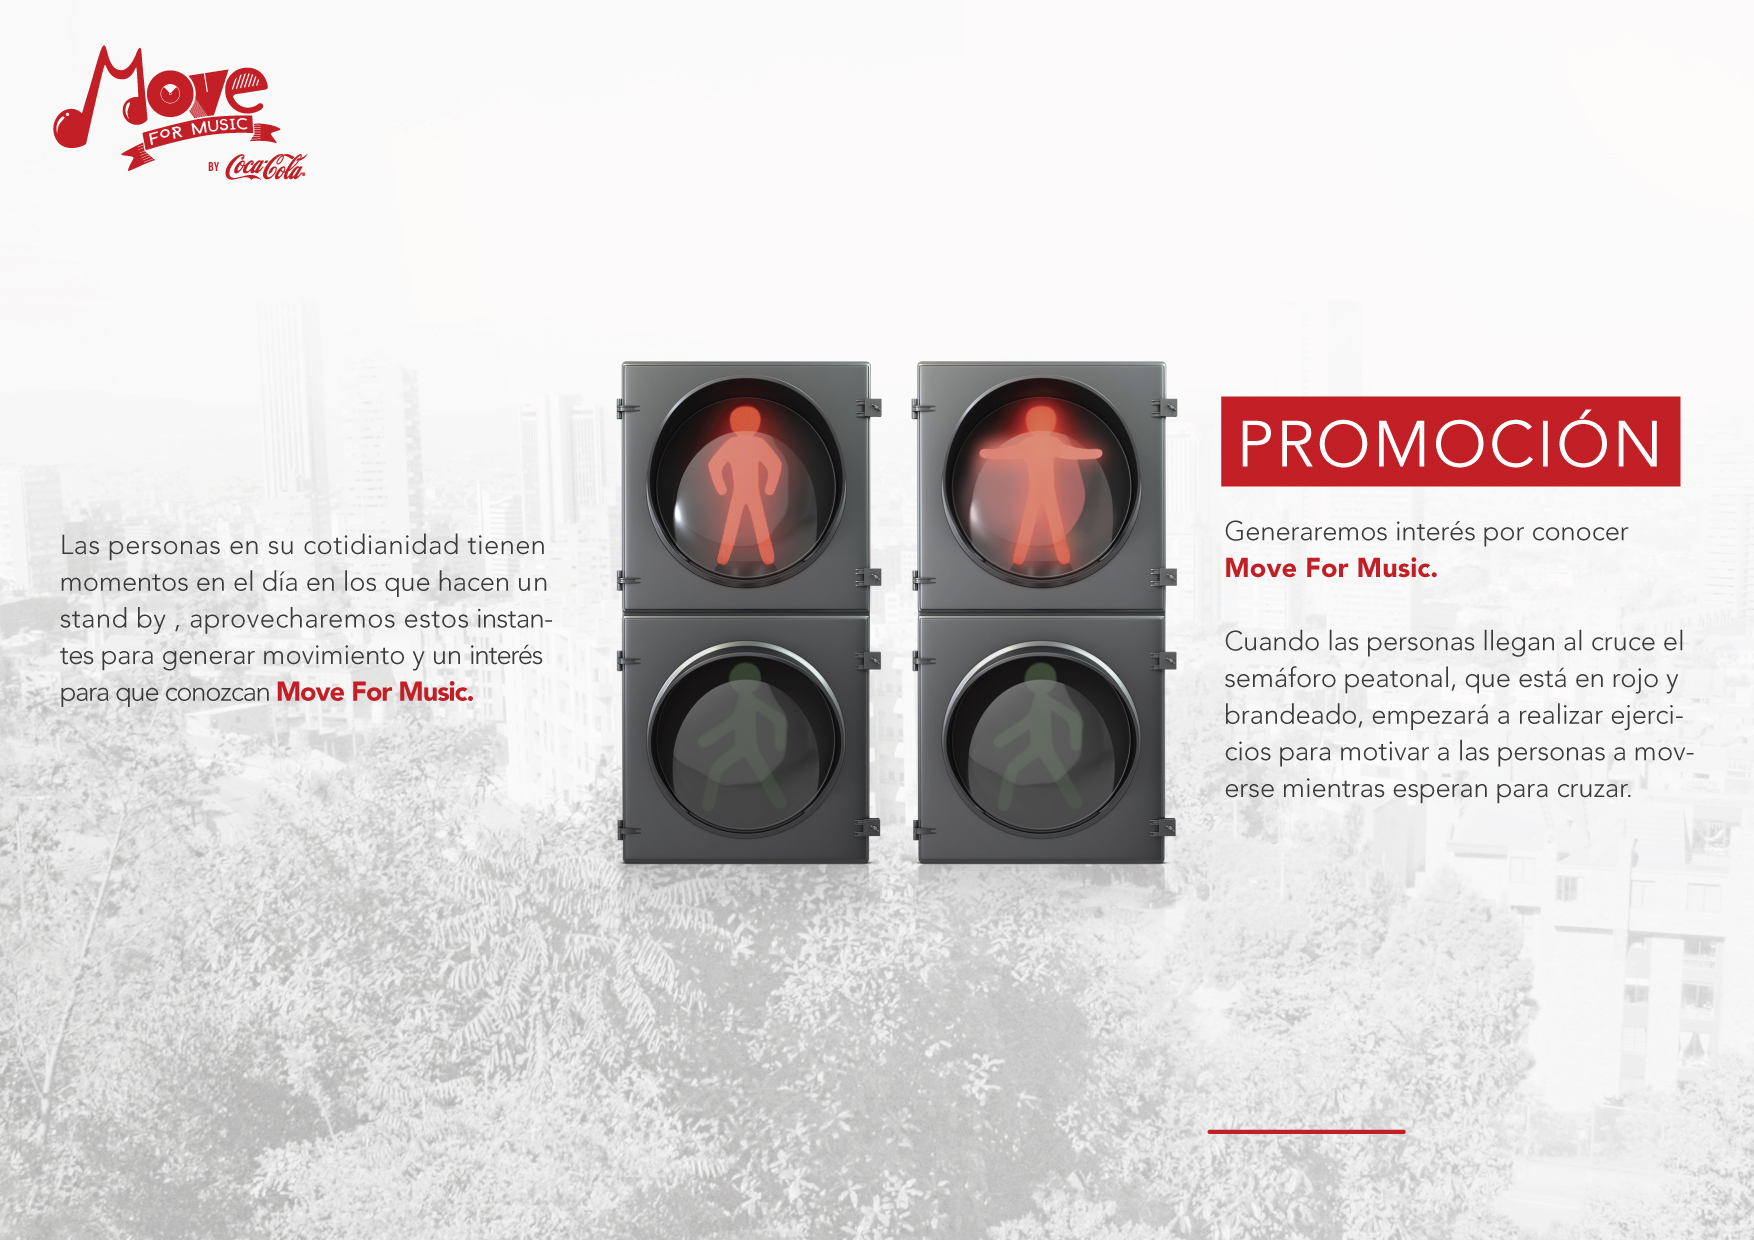 Move
FOR MUSIC
BY Coca-Cola
Las personas en su cotidianidad tienen
momentos en el día en los que hacen un
stand by , aprovecharemos estos instan-
tes para generar movimiento y un interés
para que conozcan Move For Music.
PROMOCIÓN
Generaremos interés por conocer
Move For Music.
Cuando las personas llegan al cruce el
semáforo peatonal, que está en rojo y
brandeado, empezará a realizar ejerci-
cios para motivar a las personas a mov-
erse mientras esperan para cruzar.